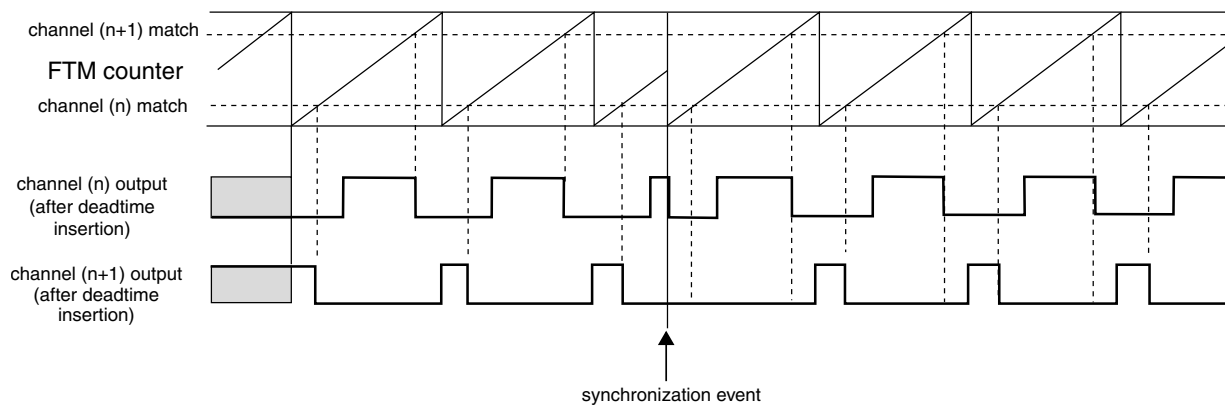 channel (n+1) match
FTM counter
channel (n) match
channel (n) output
(after deadtime
insertion)
channel (n+1) output
(after deadtime
insertion)
synchronization event